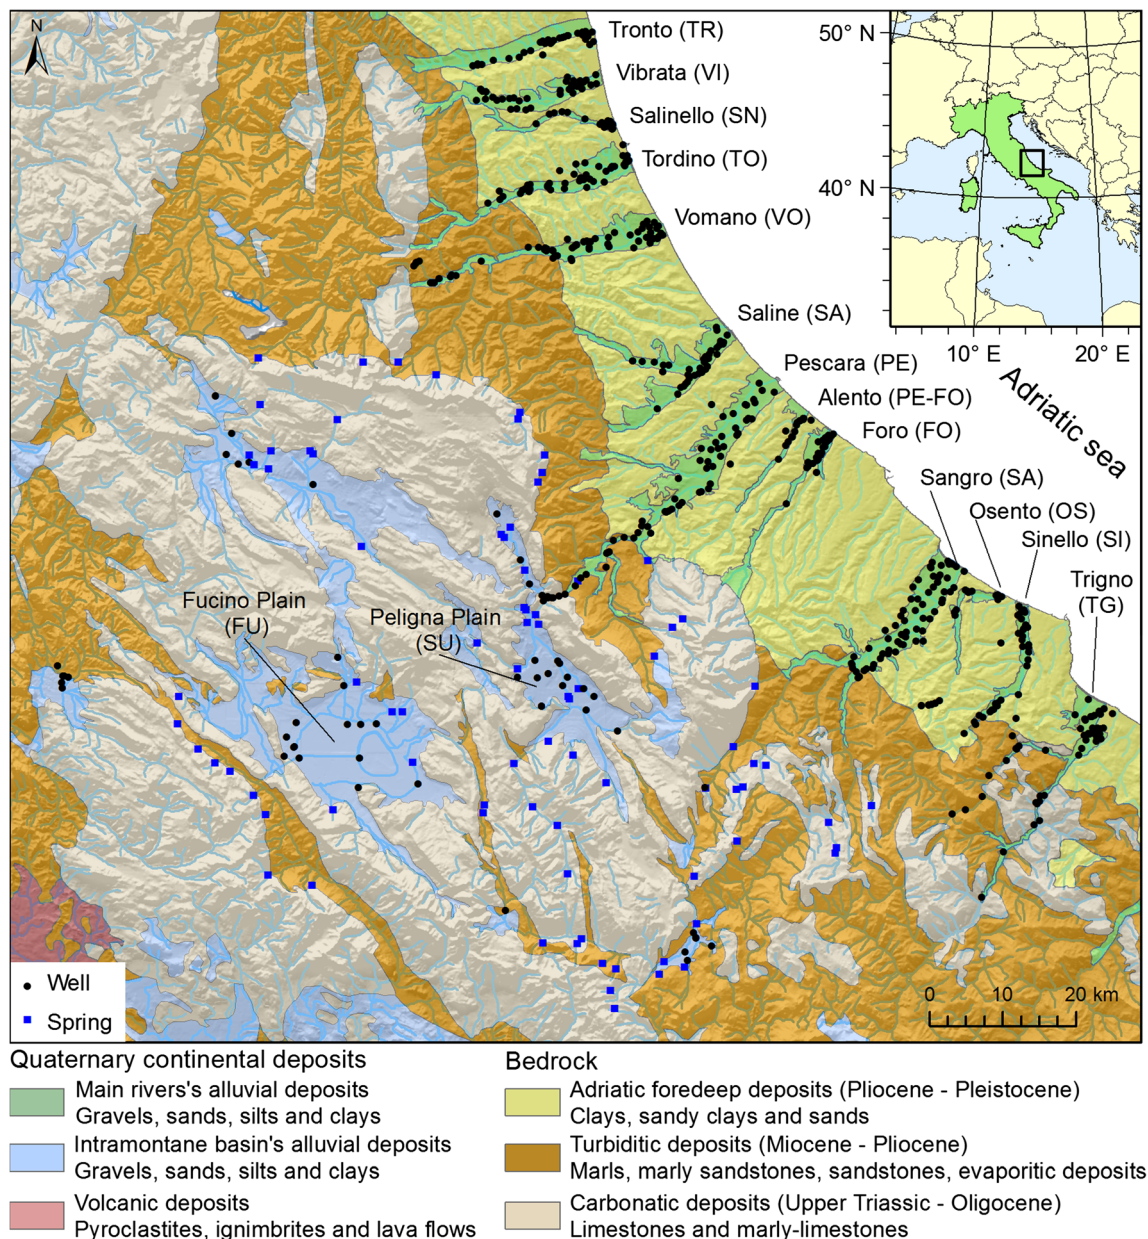 N
Tronto (TR)
Vibrata (VI)
Salinello (SN)
Tordino (TO)
Vomano (VO)
Saline (SA)
Pescara (PE)
Alento (PE-FO)
Foro (FO)
Sangro (SA)
Osento (OS)
Sinello (SI)
Trigno
(TG)
50° N
40° N
10° E
20° E
Adriatic sea
Fucino Plain
(FU)
Peligna Plain
(SU)
Well
Spring
0 10 20 km
Quaternary continental deposits
Main rivers's alluvial deposits
Gravels, sands, silts and clays
Intramontane basin's alluvial deposits
Gravels, sands, silts and clays
Volcanic deposits
Pyroclastites, ignimbrites and lava flows
Bedrock
Adriatic foredeep deposits (Pliocene - Pleistocene)
Clays, sandy clays and sands
Turbiditic deposits (Miocene - Pliocene)
Marls, marly sandstones, sandstones, evaporitic deposits
Carbonatic deposits (Upper Triassic - Oligocene)
Limestones and marly-limestones